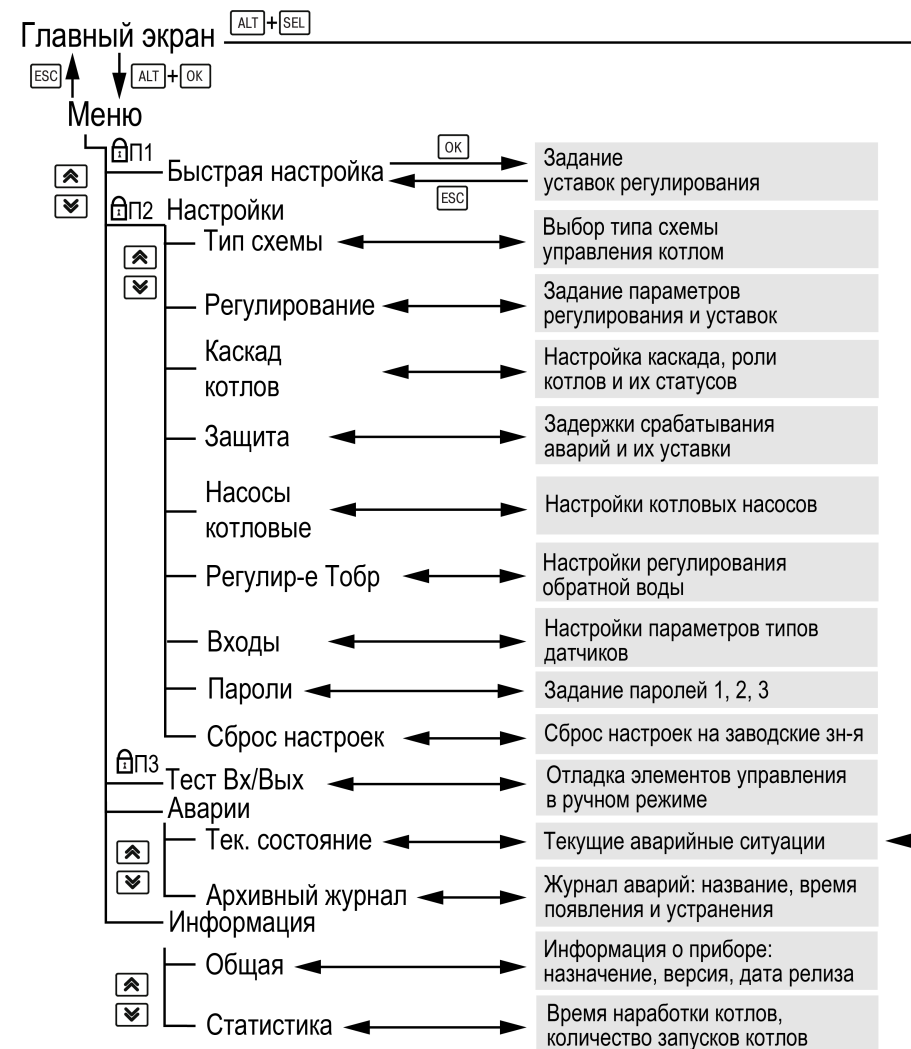 Главный экран ALT + SEL
ESC ALT + OK
Меню
П1
Быстрая настройка
OK
ESC
Задание
уставок регулирования
П2 Настройки
Тип схемы
Выбор типа схемы
управления котлом
Регулирование
Задание параметров
регулирования и уставок
Каскад
котлов
Настройка каскада, роли
котлов и их статусов
Защита
Задержки срабатывания
аварий и их уставки
Насосы
котловые
Настройки котловых насосов
Регулир-е Тобр
Настройки регулирования
обратной воды
Входы
Настройки параметров типов
датчиков
Пароли
Задание паролей 1, 2, 3
Сброс настроек
Сброс настроек на заводские зн-я
П3
Тест Вх/Вых
Отладка элементов управления
в ручном режиме
Аварии
Тек. состояние
Текущие аварийные ситуации
Архивный журнал
Журнал аварий: название, время
появления и устранения
Информация
Общая
Информация о приборе:
назначение, версия, дата релиза
Статистика
Время наработки котлов,
количество запусков котлов